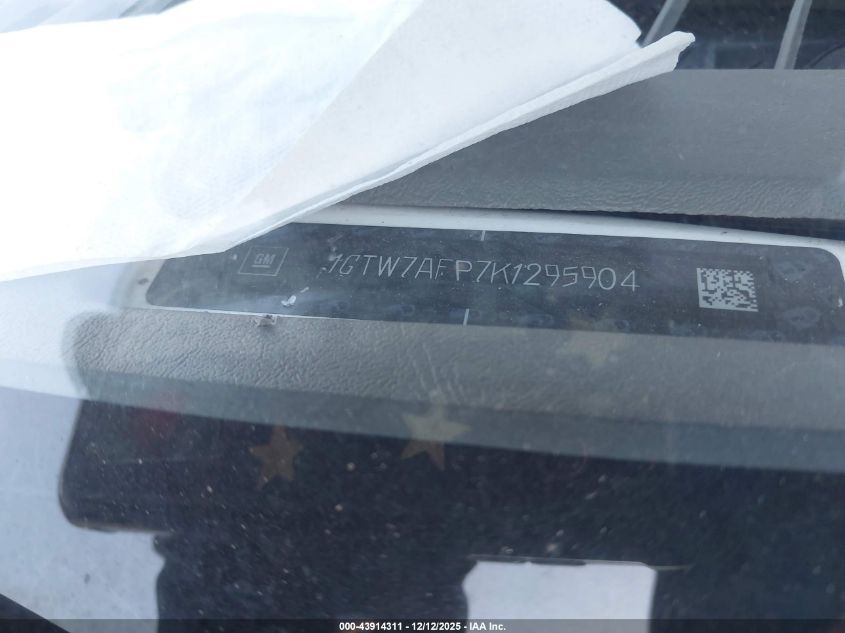 GM 1GTW7AFP7K1295904
000-43914311 - 12/12/2025 - IAA Inc.